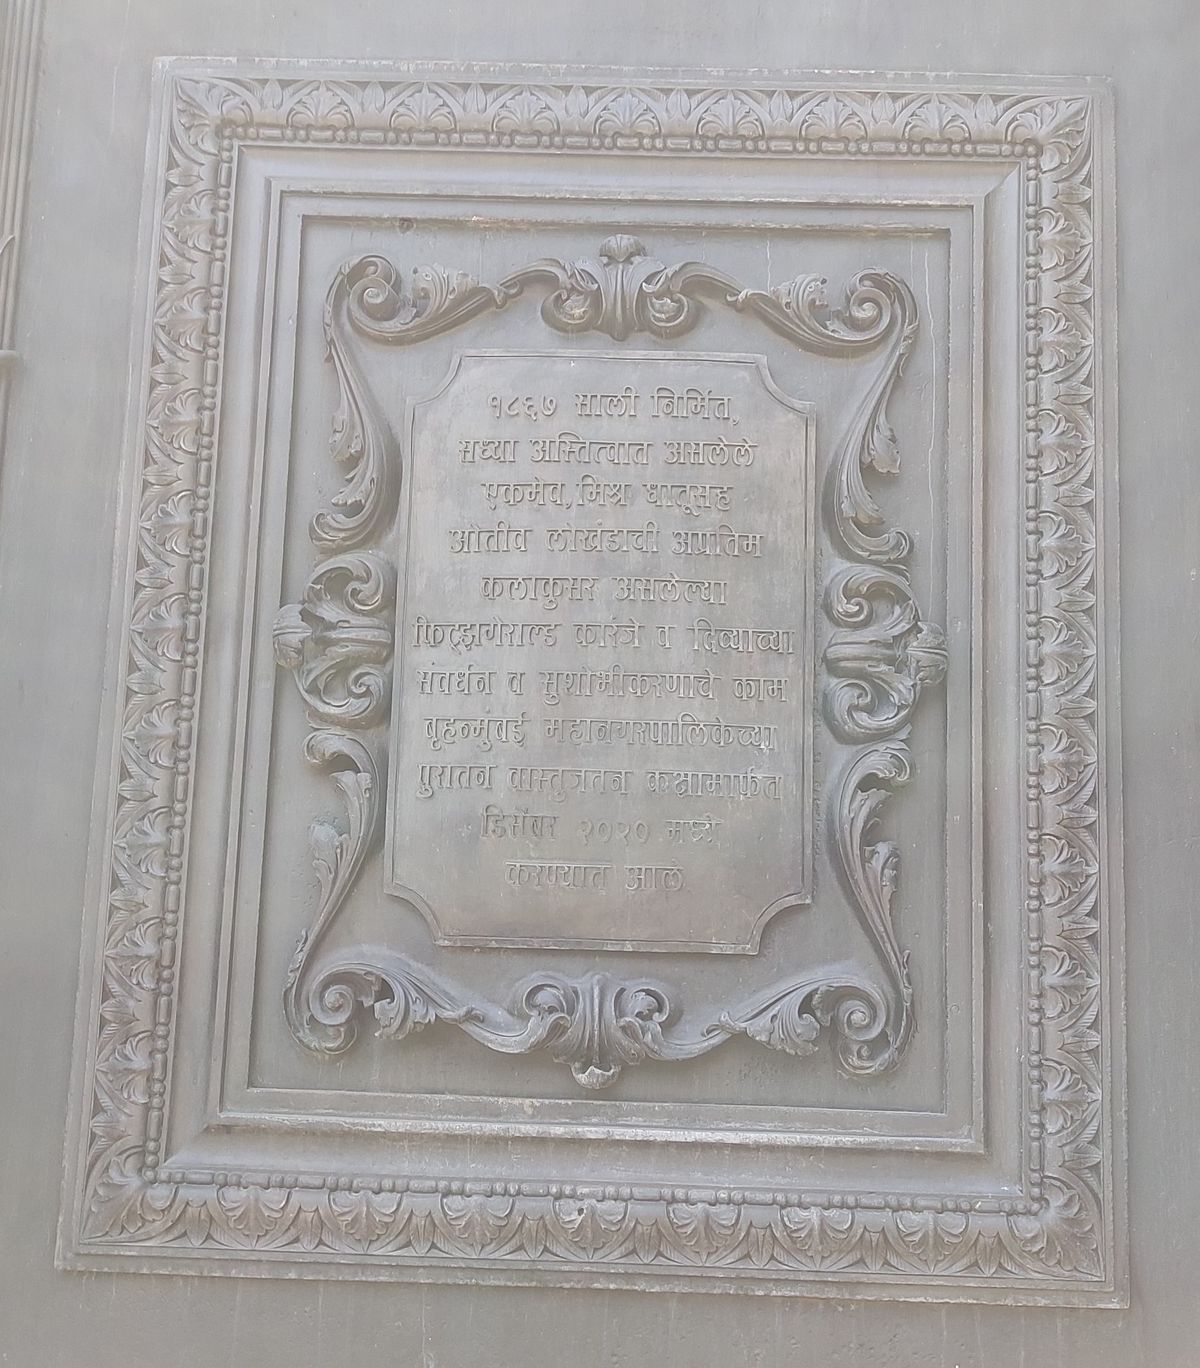 १८६७ साली निर्मित,
सध्या अस्तित्वात असलेले
एकमेव, मिश्र धातूसह
ओतीव लोखंडाची अप्रतिम
कलाकुसर असलेल्या
फिट्झगेराल्ड कारंजे व दिव्याच्या
संवर्धन व सुशोभीकरणाचे काम
बृहन्मुंबई महानगरपालिकेच्या
पुरातन वास्तुजतन कक्षामार्फत
डिसेंबर २०२० मध्ये
करण्यात आले